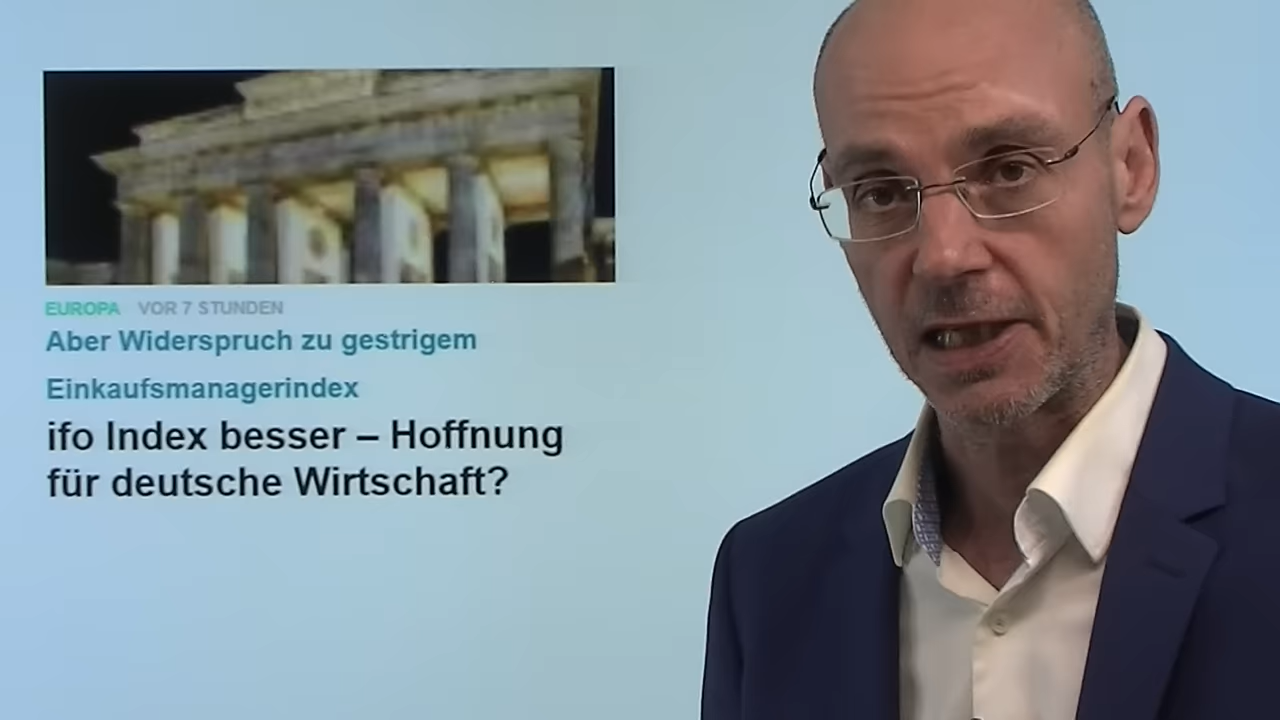 EUROPA VOR 7 STUNDEN
Aber Widerspruch zu gestrigem
Einkaufsmanagerindex
ifo Index besser – Hoffnung
für deutsche Wirtschaft?